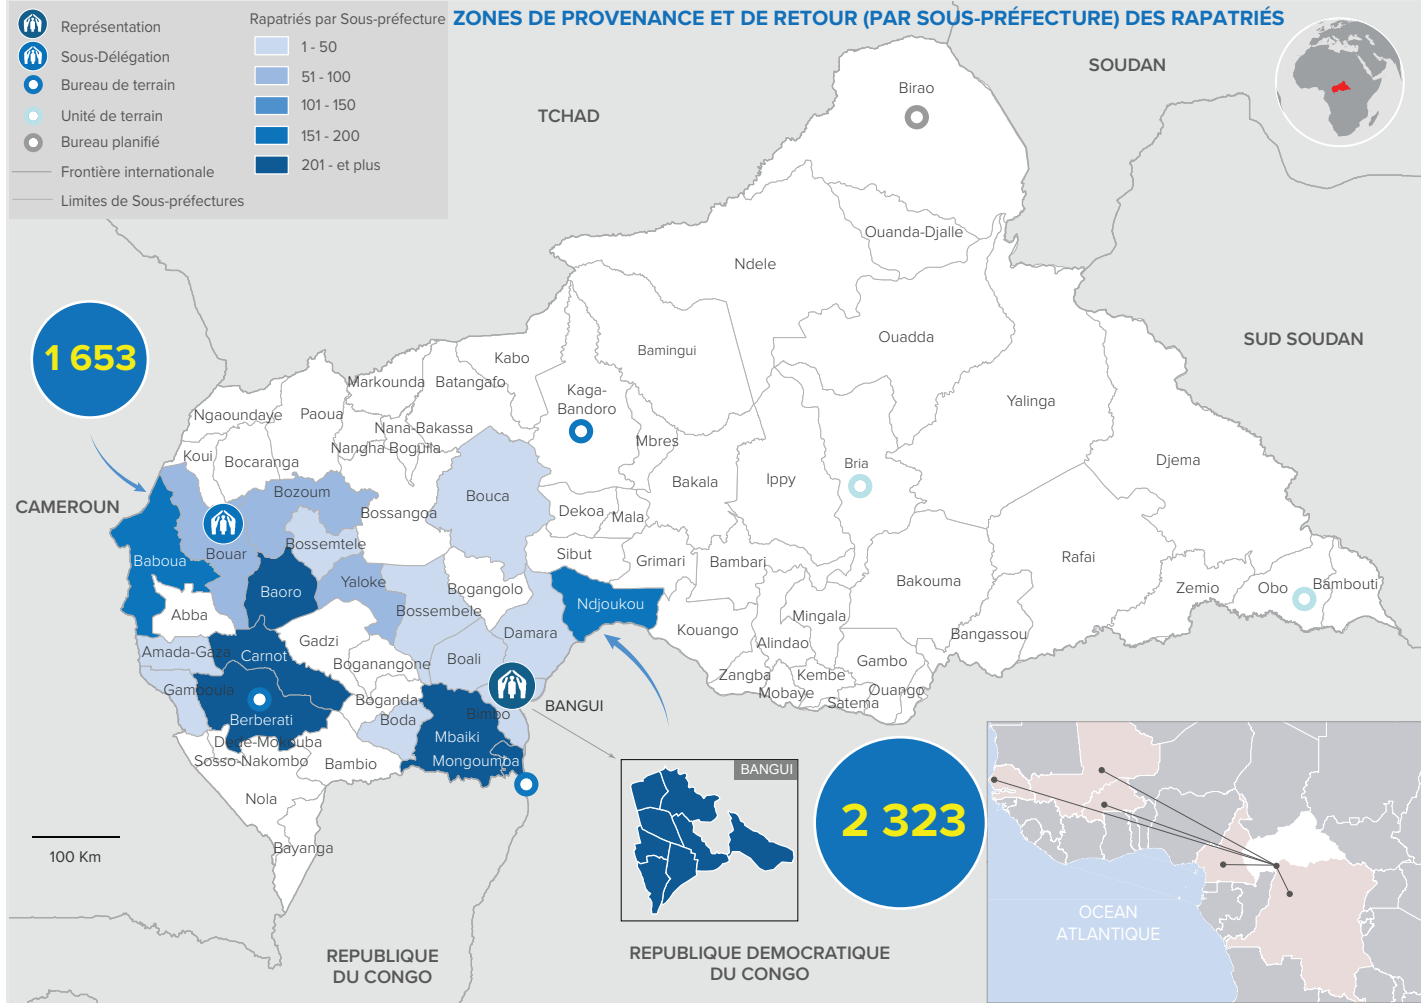 ZONES DE PROVENANCE ET DE RETOUR (PAR SOUS-PRÉFECTURE) DES RAPATRIÉS
Représentation
Sous-Délégation
Bureau de terrain
Unité de terrain
Bureau planifié
Frontière internationale
Limites de Sous-préfectures
Rapatriés par Sous-préfecture
1 - 50
51 - 100
101 - 150
151 - 200
201 - et plus
TCHAD
SOUDAN
SUD SOUDAN
CAMEROUN
REPUBLIQUE
DU CONGO
REPUBLIQUE DEMOCRATIQUE
DU CONGO
1 653
2 323
Birao
Ouanda-Djalle
Ndele
Ouadda
Bamingui
Kabo
Markounda
Batangafo
Kaga-
Bandoro
Yalinga
Ngaoundaye
Paoua
Nana-Bakassa
Nangha Boguila
Mbres
Koui
Bocaranga
Bria
Djema
Ippy
Bakala
Bozoum
Bouca
Bossangoa
Dekoa
Mala
Bossemtele
Bouar
Baboua
Sibut
Grimari
Bambari
Rafai
Yaloke
Baoro
Bogangolo
Bakouma
Zemio
Obo
Bambouti
Abba
Bossembele
Ndjoukou
Mingala
Damara
Kouango
Alindao
Bangassou
Gadzi
Amada-Gaza
Carnot
Boganangone
Boali
Gambo
Zangba
Kembe
Gamboula
Mobaye
Ouango
Satema
Boganda
BANGUI
Berberati
Boda
Bimbo
Mbaiki
Dede-Mokouba
Sosso-Nakombo
Bambio
Mongoumba
Nola
Bayanga
100 Km
BANGUI
OCEAN
ATLANTIQUE